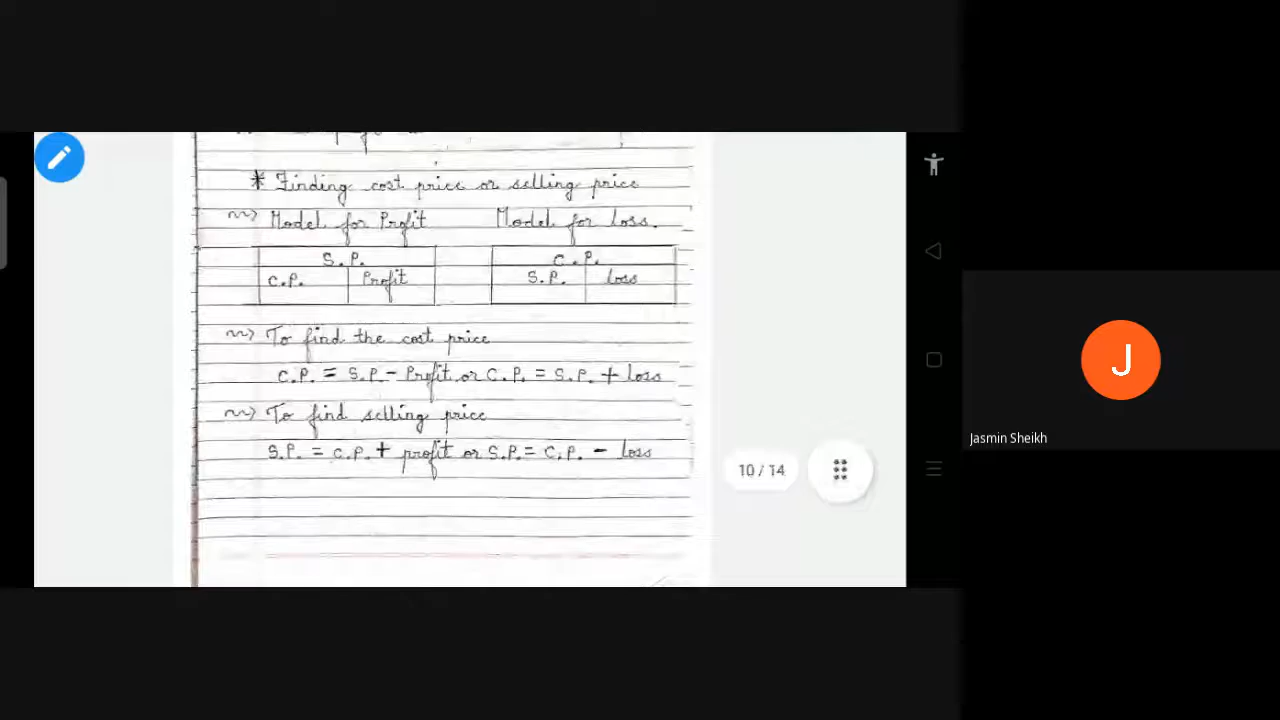 * Finding cost price or selling price
Model for Profit Model for loss.
S.P. C.P.
C.P. Profit S.P. loss
To find the cost price
C.P. = S.P. - Profit or C.P. = S.P. + loss
To find selling price
S.P. = C.P. + profit or S.P. = C.P. - loss
10 / 14
J
Jasmin Sheikh